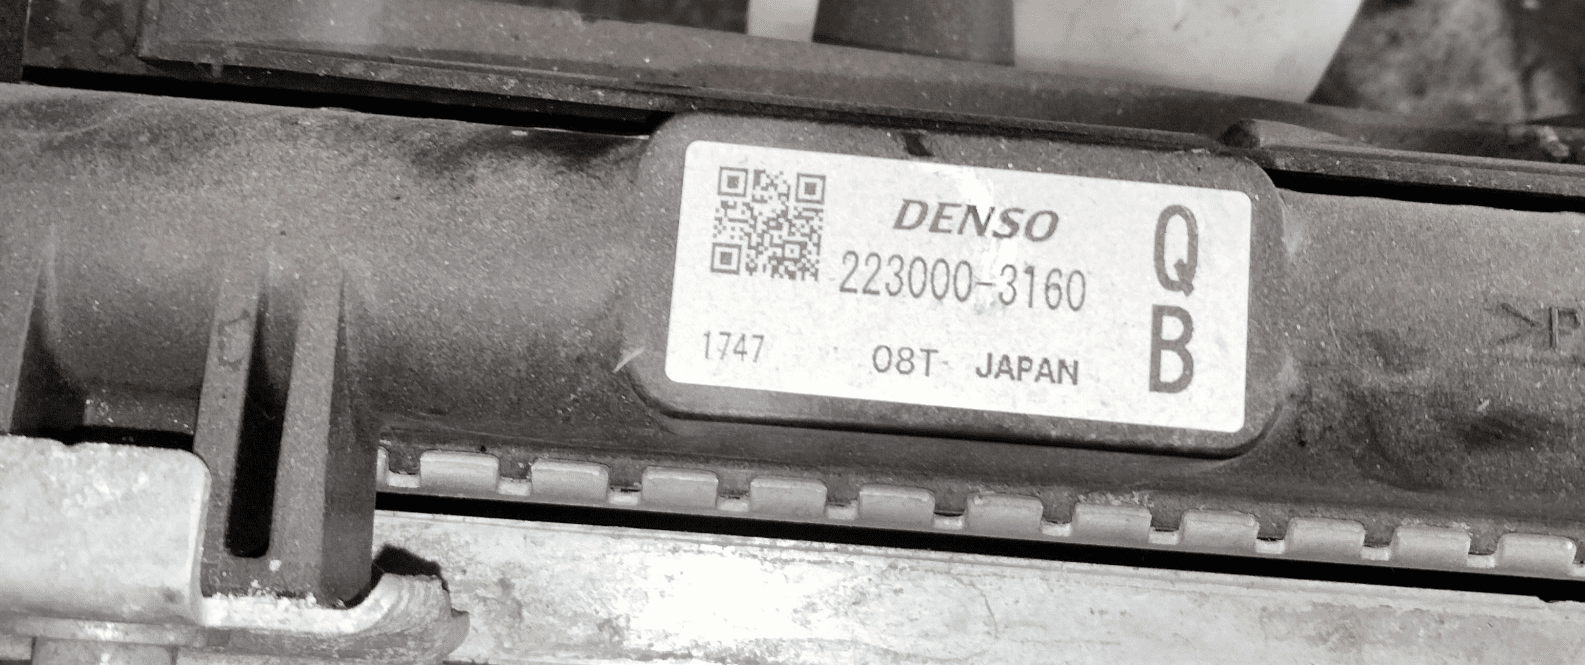 DENSO
223000-3160
Q
B
1747 08T JAPAN
>P